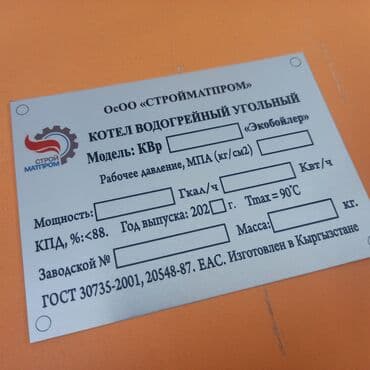 ОсОО «СТРОЙМАТПРОМ»
КОТЕЛ ВОДОГРЕЙНЫЙ УГОЛЬНЫЙ
Модель: КВр «Экобойлер»
Рабочее давление, МПА (кг/см2)
Мощность: Гкал/ч Квт/ч
КПД, %:<88. Год выпуска: 202 г. Tmax = 90°C
Заводской № Масса: кг.
ГОСТ 30735-2001, 20548-87. ЕАС. Изготовлен в Кыргызстане
СТРОЙ
МАТПРОМ